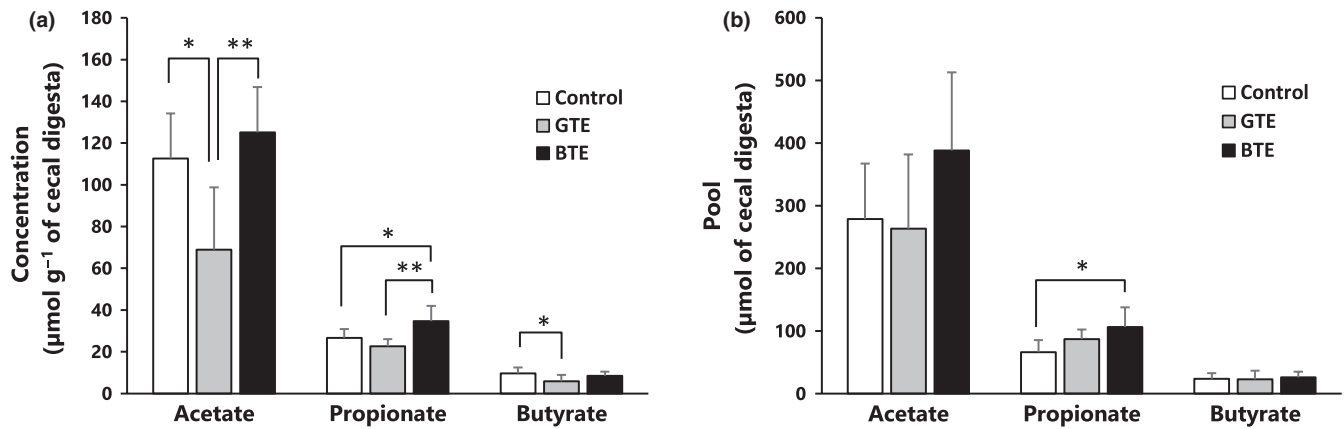 (a)
Concentration
(μmol g⁻¹ of cecal digesta)
180
160
140
120
100
80
60
40
20
0
*
**
*
**
*
Control
GTE
BTE
Acetate
Propionate
Butyrate
(b)
Pool
(μmol of cecal digesta)
600
500
400
300
200
100
0
*
Control
GTE
BTE
Acetate
Propionate
Butyrate